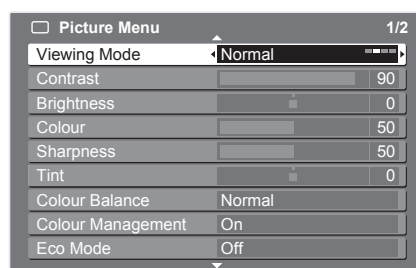 Picture Menu 1/2
Viewing Mode Normal
Contrast 90
Brightness 0
Colour 50
Sharpness 50
Tint 0
Colour Balance Normal
Colour Management On
Eco Mode Off